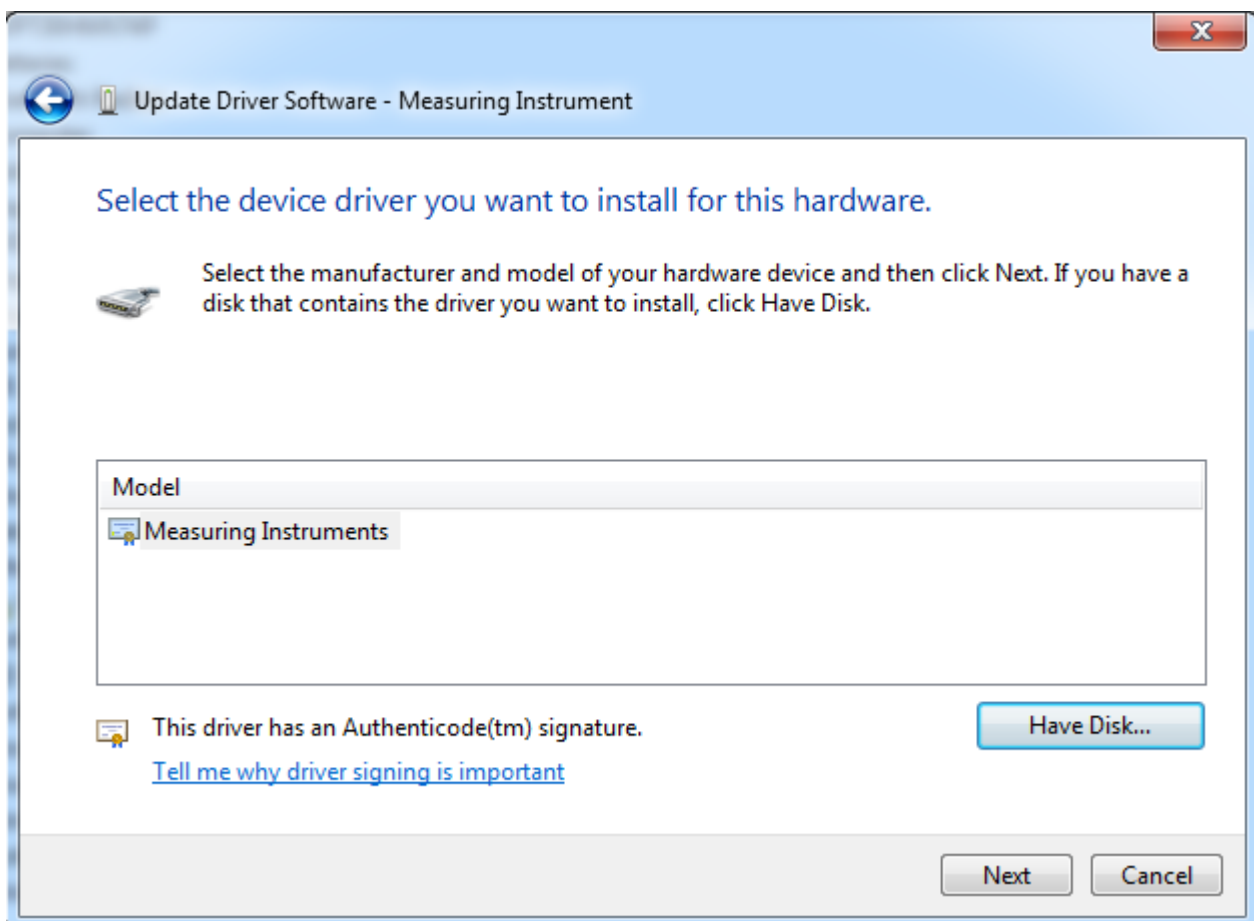 Update Driver Software - Measuring Instrument
Select the device driver you want to install for this hardware.
Select the manufacturer and model of your hardware device and then click Next. If you have a
disk that contains the driver you want to install, click Have Disk.
Model
Measuring Instruments
This driver has an Authenticode(tm) signature.
Have Disk...
Tell me why driver signing is important
Next
Cancel